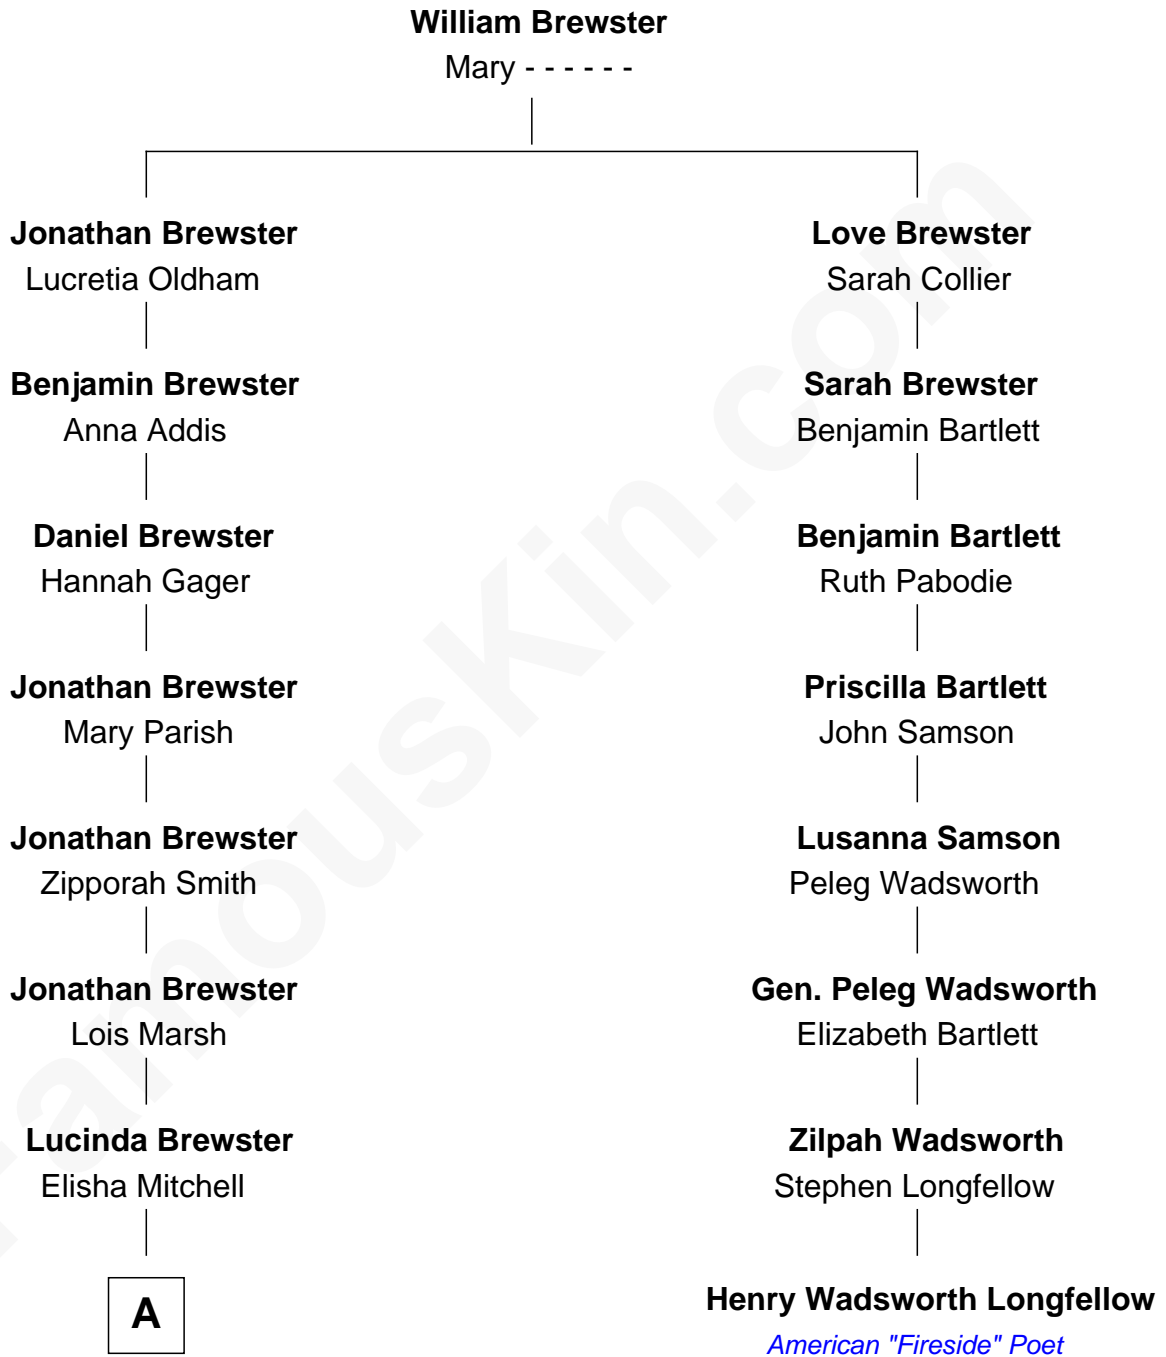 William Brewster
Mary - - - - - -
Jonathan Brewster
Lucretia Oldham
Love Brewster
Sarah Collier
Benjamin Brewster
Anna Addis
Sarah Brewster
Benjamin Bartlett
Daniel Brewster
Hannah Gager
Benjamin Bartlett
Ruth Pabodie
Jonathan Brewster
Mary Parish
Priscilla Bartlett
John Samson
Jonathan Brewster
Zipporah Smith
Lusanna Samson
Peleg Wadsworth
Jonathan Brewster
Lois Marsh
Gen. Peleg Wadsworth
Elizabeth Bartlett
Lucinda Brewster
Elisha Mitchell
Zilpah Wadsworth
Stephen Longfellow
A
Henry Wadsworth Longfellow
American "Fireside" Poet
FamousKin.com